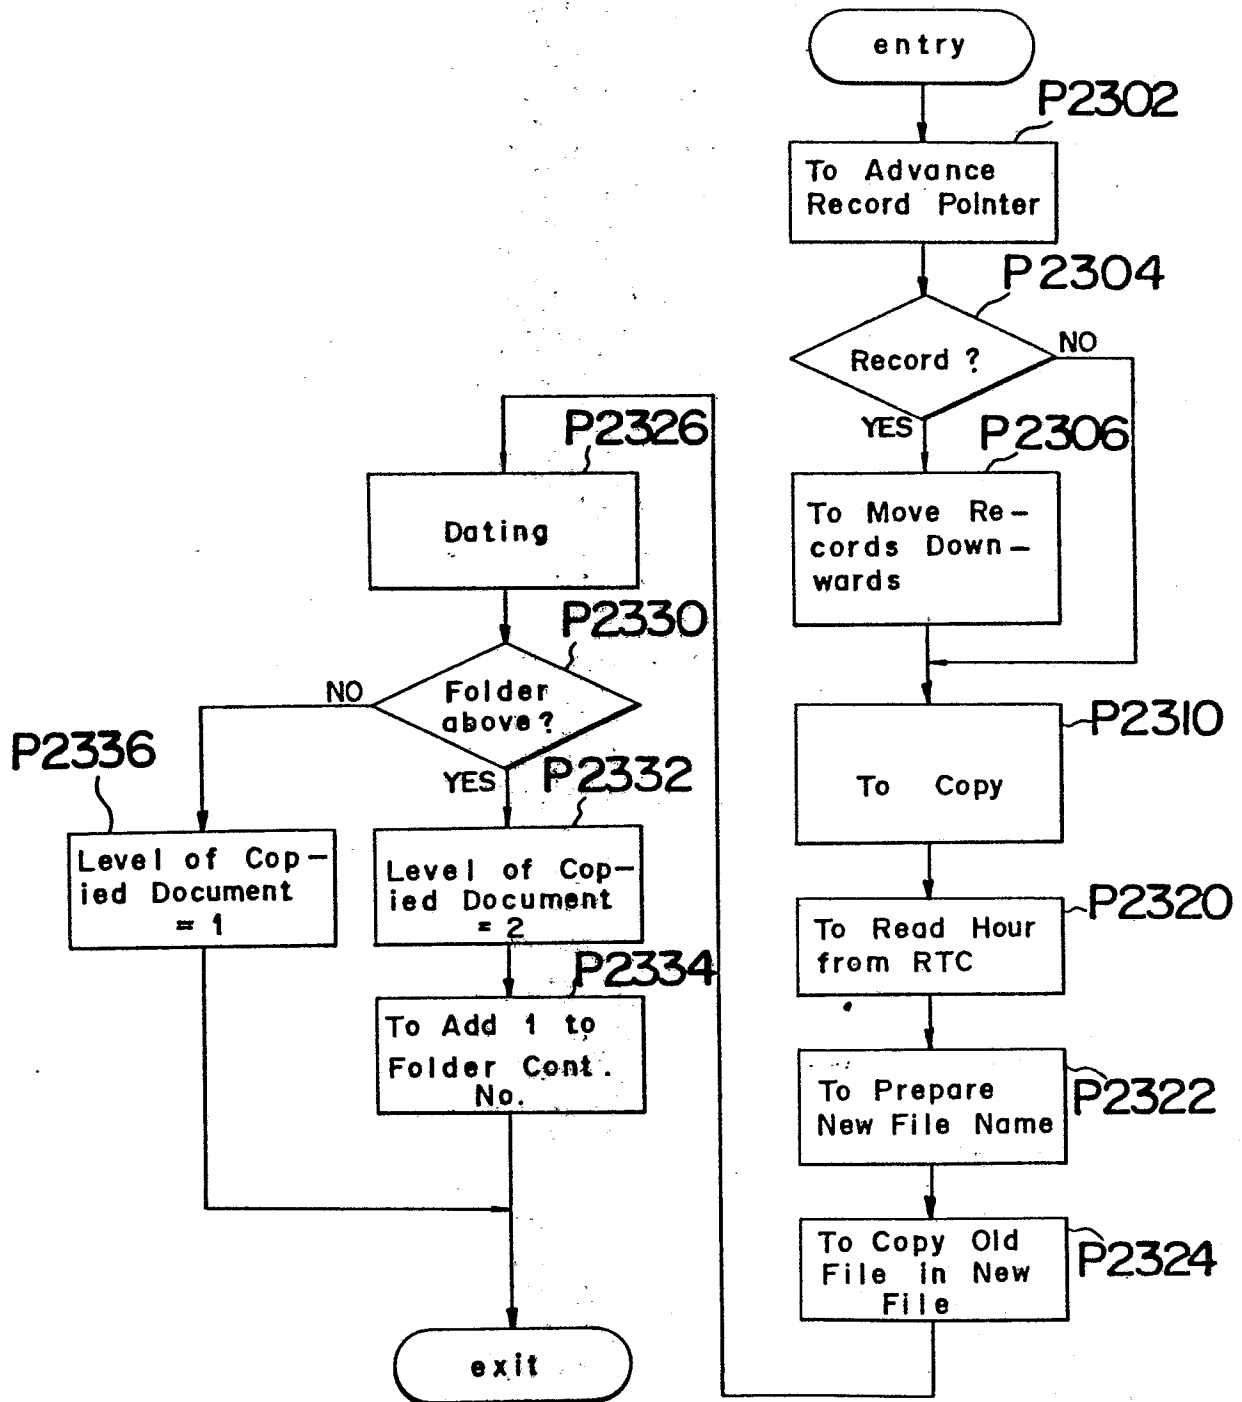 entry
P2302
To Advance
Record Pointer
P2304
Record ?
NO
YES
P2306
To Move Re-
cords Down-
wards
P2310
To Copy
P2320
To Read Hour
from RTC
P2322
To Prepare
New File Name
P2324
To Copy Old
File in New
File
P2326
Dating
P2330
Folder
above?
NO
YES
P2336
Level of Cop-
ied Document
= 1
P2332
Level of Cop-
ied Document
= 2
P2334
To Add 1 to
Folder Cont.
No.
exit